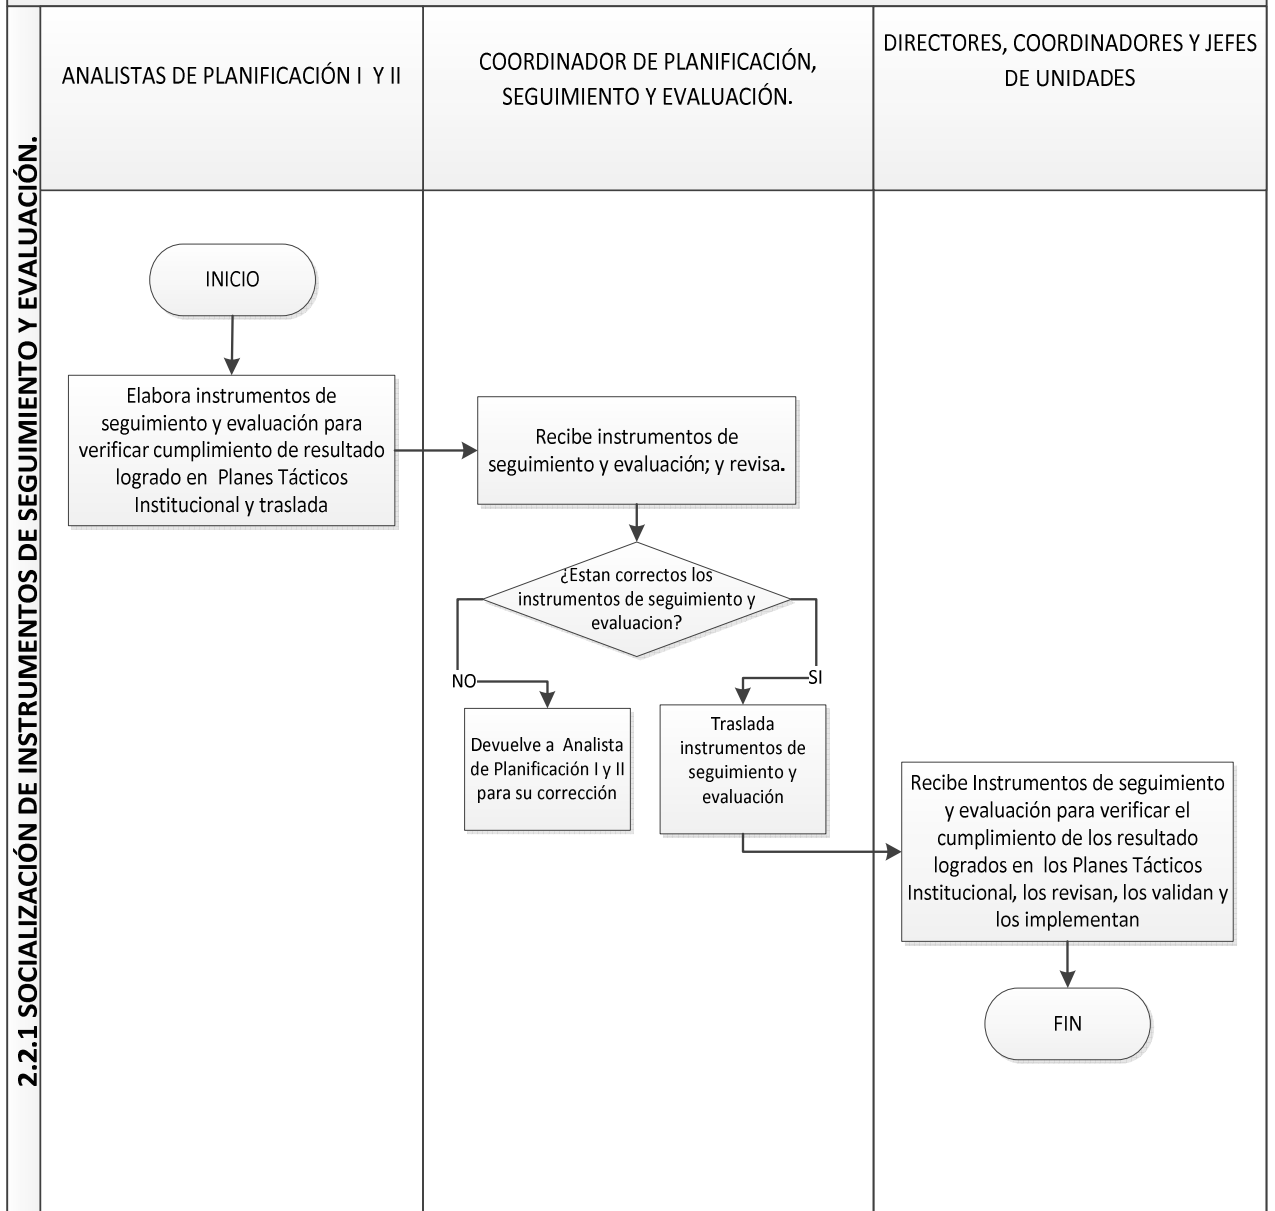 2.2.1 SOCIALIZACIÓN DE INSTRUMENTOS DE SEGUIMIENTO Y EVALUACIÓN.
ANALISTAS DE PLANIFICACIÓN I Y II
COORDINADOR DE PLANIFICACIÓN,
SEGUIMIENTO Y EVALUACIÓN.
DIRECTORES, COORDINADORES Y JEFES
DE UNIDADES
INICIO
Elabora instrumentos de
seguimiento y evaluación para
verificar cumplimiento de resultado
logrado en Planes Tácticos
Institucional y traslada
Recibe instrumentos de
seguimiento y evaluación; y revisa.
¿Estan correctos los
instrumentos de seguimiento y
evaluacion?
NO
SI
Devuelve a Analista
de Planificación I y II
para su corrección
Traslada
instrumentos de
seguimiento y
evaluación
Recibe Instrumentos de seguimiento
y evaluación para verificar el
cumplimiento de los resultado
logrados en los Planes Tácticos
Institucional, los revisan, los validan y
los implementan
FIN